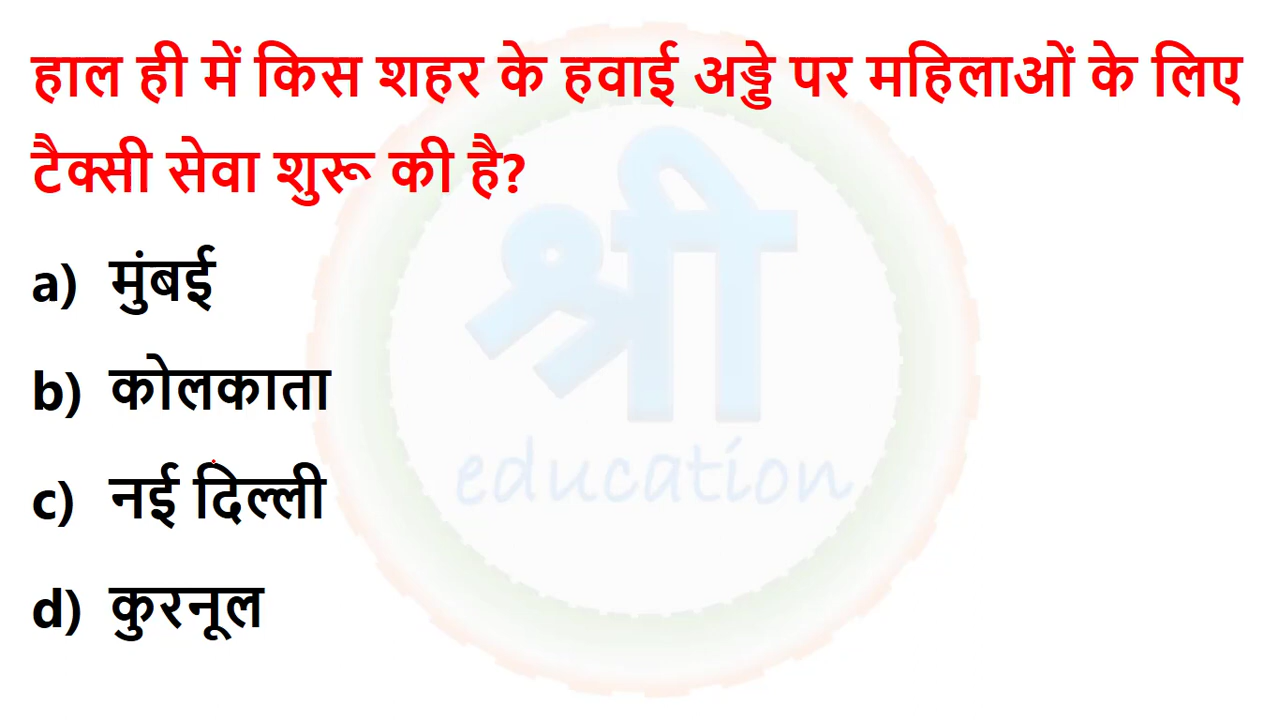 हाल ही में किस शहर के हवाई अड्डे पर महिलाओं के लिए
टैक्सी सेवा शुरू की है?
a) मुंबई
b) कोलकाता
c) नई दिल्ली
d) कुरनूल
श्री
education